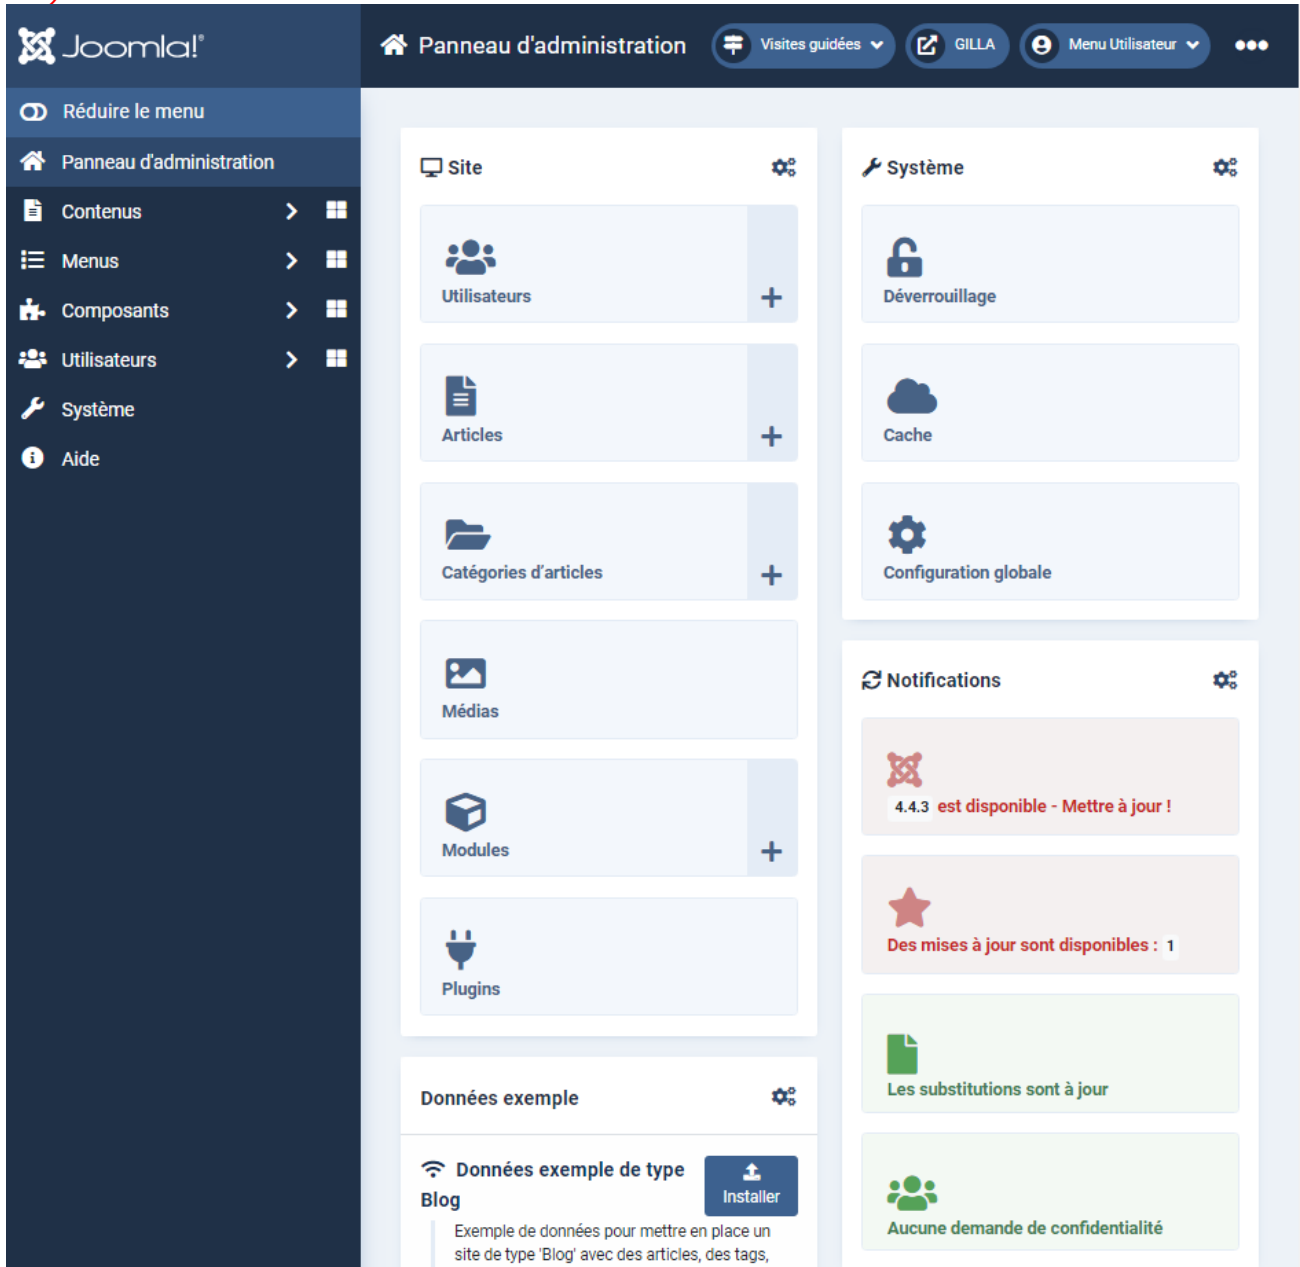 Joomla!
Panneau d'administration
Visites guidées
GILLA
Menu Utilisateur
Réduire le menu
Panneau d'administration
Contenus
Menus
Composants
Utilisateurs
Système
Aide
Site
Utilisateurs
Articles
Catégories d'articles
Médias
Modules
Plugins
Données exemple
Données exemple de type
Blog
Installer
Exemple de données pour mettre en place un
site de type 'Blog' avec des articles, des tags,
Système
Déverrouillage
Cache
Configuration globale
Notifications
4.4.3 est disponible - Mettre à jour !
Des mises à jour sont disponibles : 1
Les substitutions sont à jour
Aucune demande de confidentialité